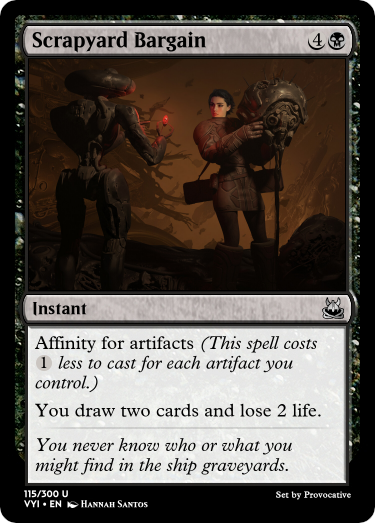 Scrapyard Bargain 4
Instant
Affinity for artifacts (This spell costs
1 less to cast for each artifact you
control.)
You draw two cards and lose 2 life.
You never know who or what you
might find in the ship graveyards.
115/300 U
VYI • EN Hannah Santos
Set by Provocative